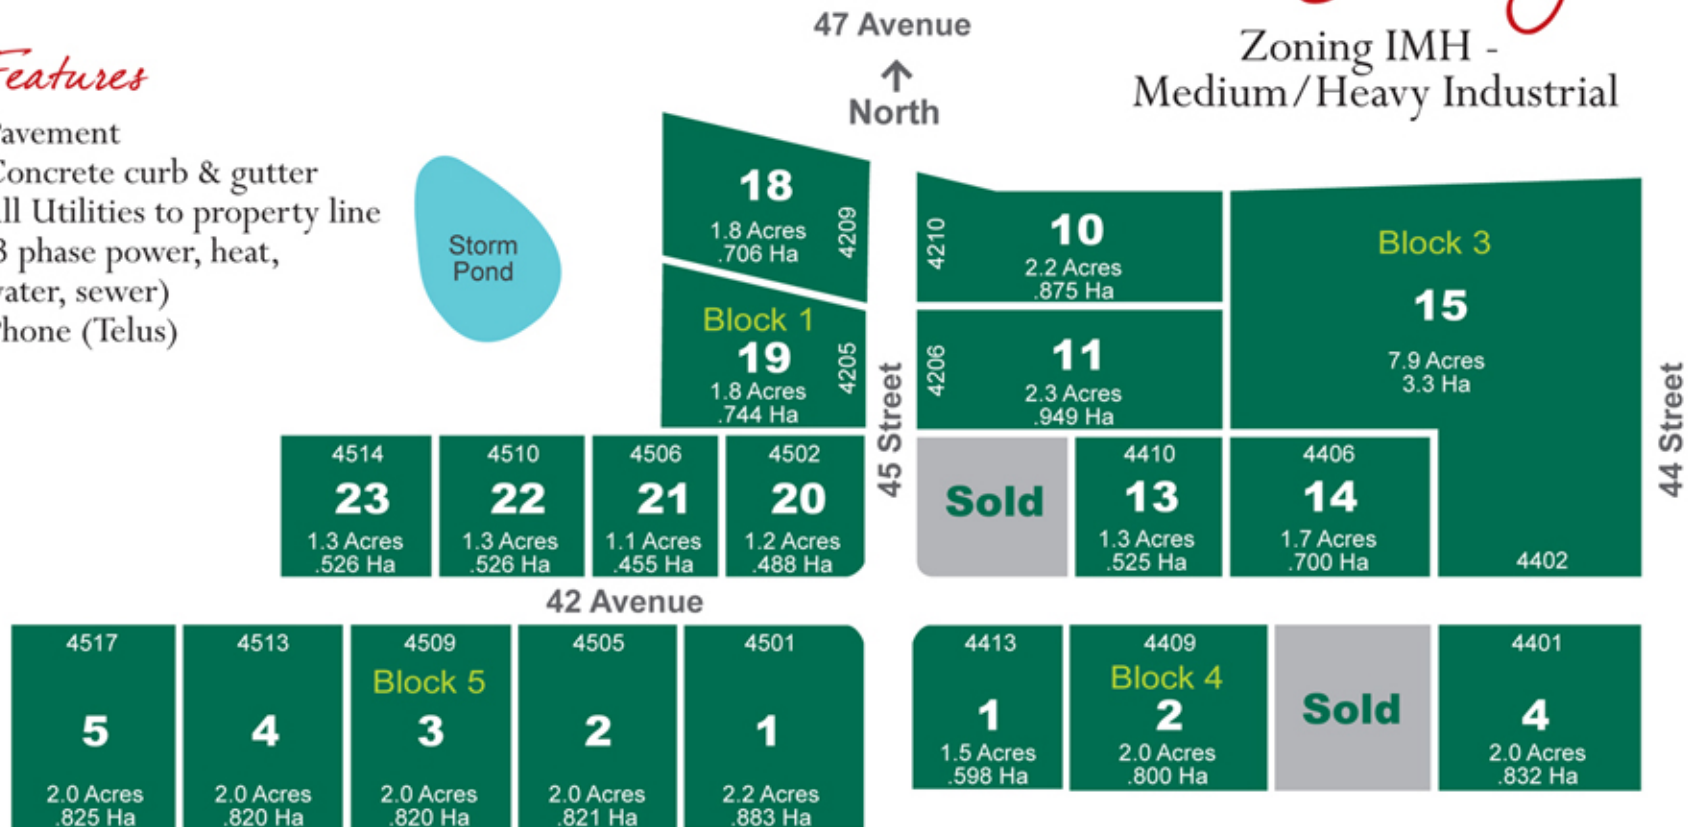 47 Avenue
North
Zoning IMH -
Medium/Heavy Industrial
Features
avement
Concrete curb & gutter
ll Utilities to property line
3 phase power, heat,
water, sewer)
Phone (Telus)
Storm
Pond
18
1.8 Acres
.706 Ha
4209
Block 1
19
1.8 Acres
.744 Ha
4205
45 Street
4210
10
2.2 Acres
.875 Ha
4206
11
2.3 Acres
.949 Ha
Block 3
15
7.9 Acres
3.3 Ha
4402
44 Street
4514
23
1.3 Acres
.526 Ha
4510
22
1.3 Acres
.526 Ha
4506
21
1.1 Acres
.455 Ha
4502
20
1.2 Acres
.488 Ha
Sold
4410
13
1.3 Acres
.525 Ha
4406
14
1.7 Acres
.700 Ha
42 Avenue
4517
5
2.0 Acres
.825 Ha
4513
4
2.0 Acres
.820 Ha
4509
Block 5
3
2.0 Acres
.820 Ha
4505
2
2.0 Acres
.821 Ha
4501
1
2.2 Acres
.883 Ha
4413
1
1.5 Acres
.598 Ha
4409
Block 4
2
2.0 Acres
.800 Ha
Sold
4401
4
2.0 Acres
.832 Ha